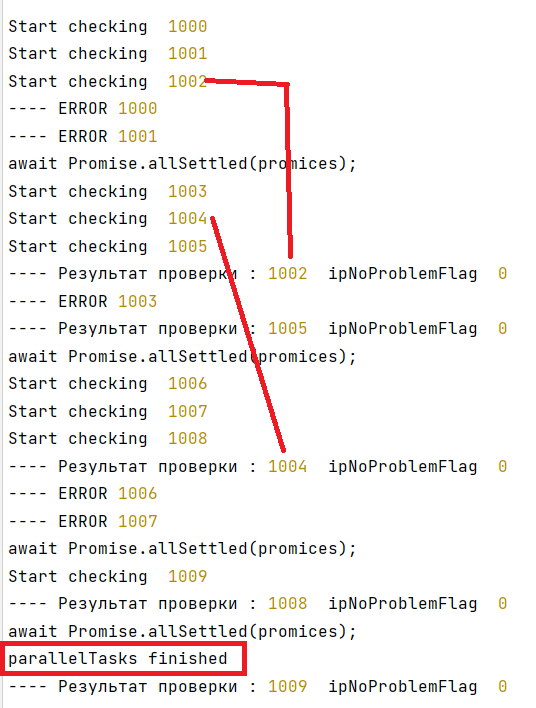 Start checking  1000
Start checking  1001
Start checking  1002
---- ERROR 1000
---- ERROR 1001
await Promise.allSettled(promices);
Start checking  1003
Start checking  1004
Start checking  1005
---- Результат проверки : 1002  ipNoProblemFlag  0
---- ERROR 1003
---- Результат проверки : 1005  ipNoProblemFlag  0
await Promise.allSettled(promices);
Start checking  1006
Start checking  1007
Start checking  1008
---- Результат проверки : 1004  ipNoProblemFlag  0
---- ERROR 1006
---- ERROR 1007
await Promise.allSettled(promices);
Start checking  1009
---- Результат проверки : 1008  ipNoProblemFlag  0
await Promise.allSettled(promices);
parallelTasks finished
---- Результат проверки : 1009  ipNoProblemFlag  0